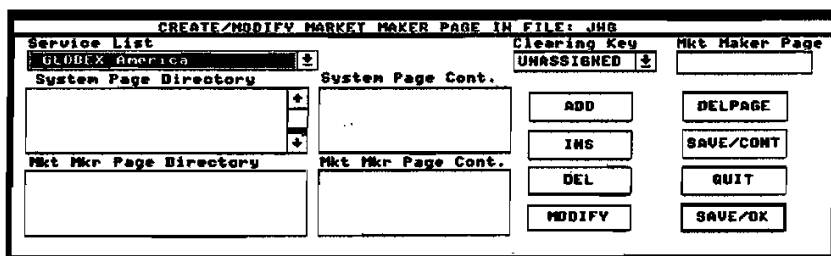 CREATE/MODIFY MARKET MAKER PAGE IN FILE: JWG
Service List
Clearing Key
Mkt Maker Page
GLOBEX America
UNASSIGNED
System Page Directory
System Page Cont.
ADD
DELPAGE
INS
SAVE/CONT
Mkt Mkr Page Directory
Mkt Mkr Page Cont.
DEL
QUIT
MODIFY
SAVE/OK